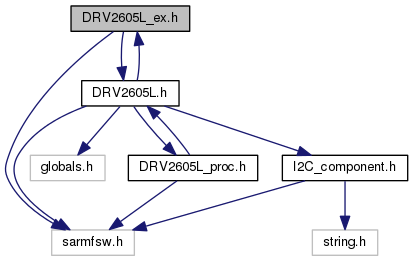 DRV2605L_ex.h
DRV2605L.h
globals.h
DRV2605L_proc.h
I2C_component.h
sarmfsw.h
string.h